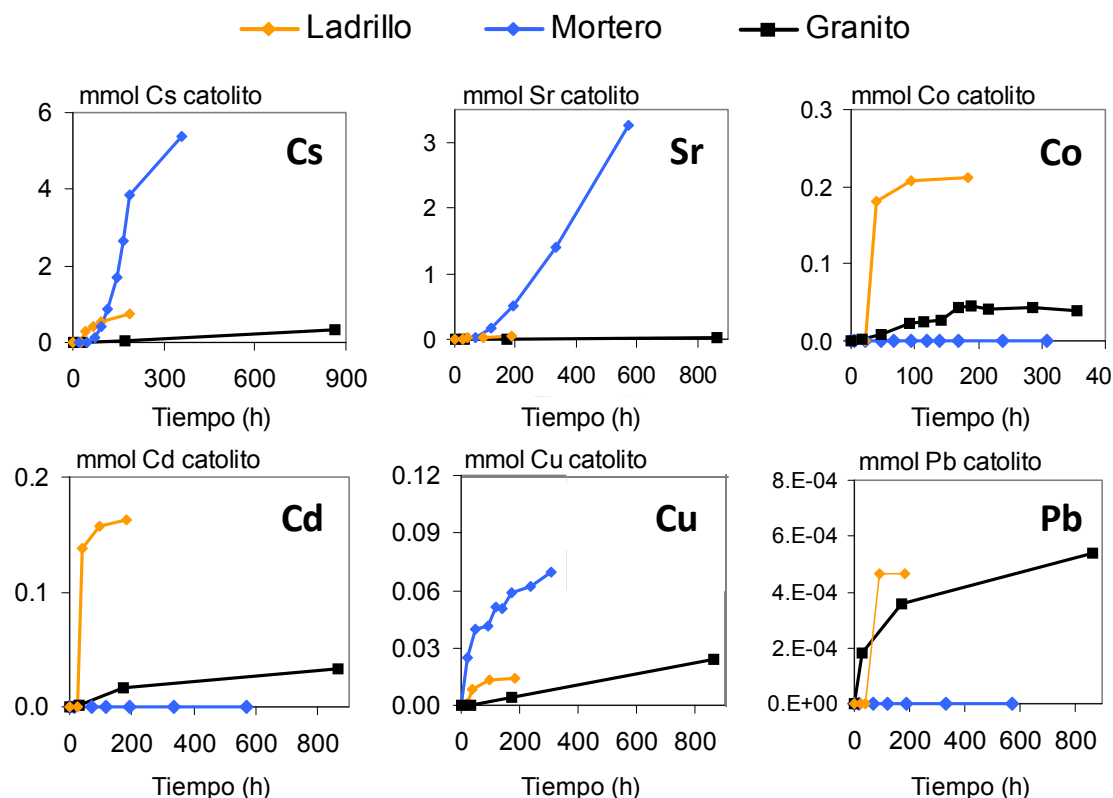 Ladrillo Mortero Granito
mmol Cs catolito
6
4
2
0
Cs
0 300 600 900
Tiempo (h)
mmol Sr catolito
3
2
1
0
Sr
0 200 400 600 800
Tiempo (h)
mmol Co catolito
0.3
0.2
0.1
0.0
Co
0 100 200 300 40
Tiempo (h)
mmol Cd catolito
0.2
0.1
0.0
Cd
0 200 400 600 800
Tiempo (h)
mmol Cu catolito
0.12
0.09
0.06
0.03
0.00
Cu
0 200 400 600 800
Tiempo (h)
mmol Pb catolito
8.E-04
6.E-04
4.E-04
2.E-04
0.E+00
Pb
0 200 400 600 800
Tiempo (h)